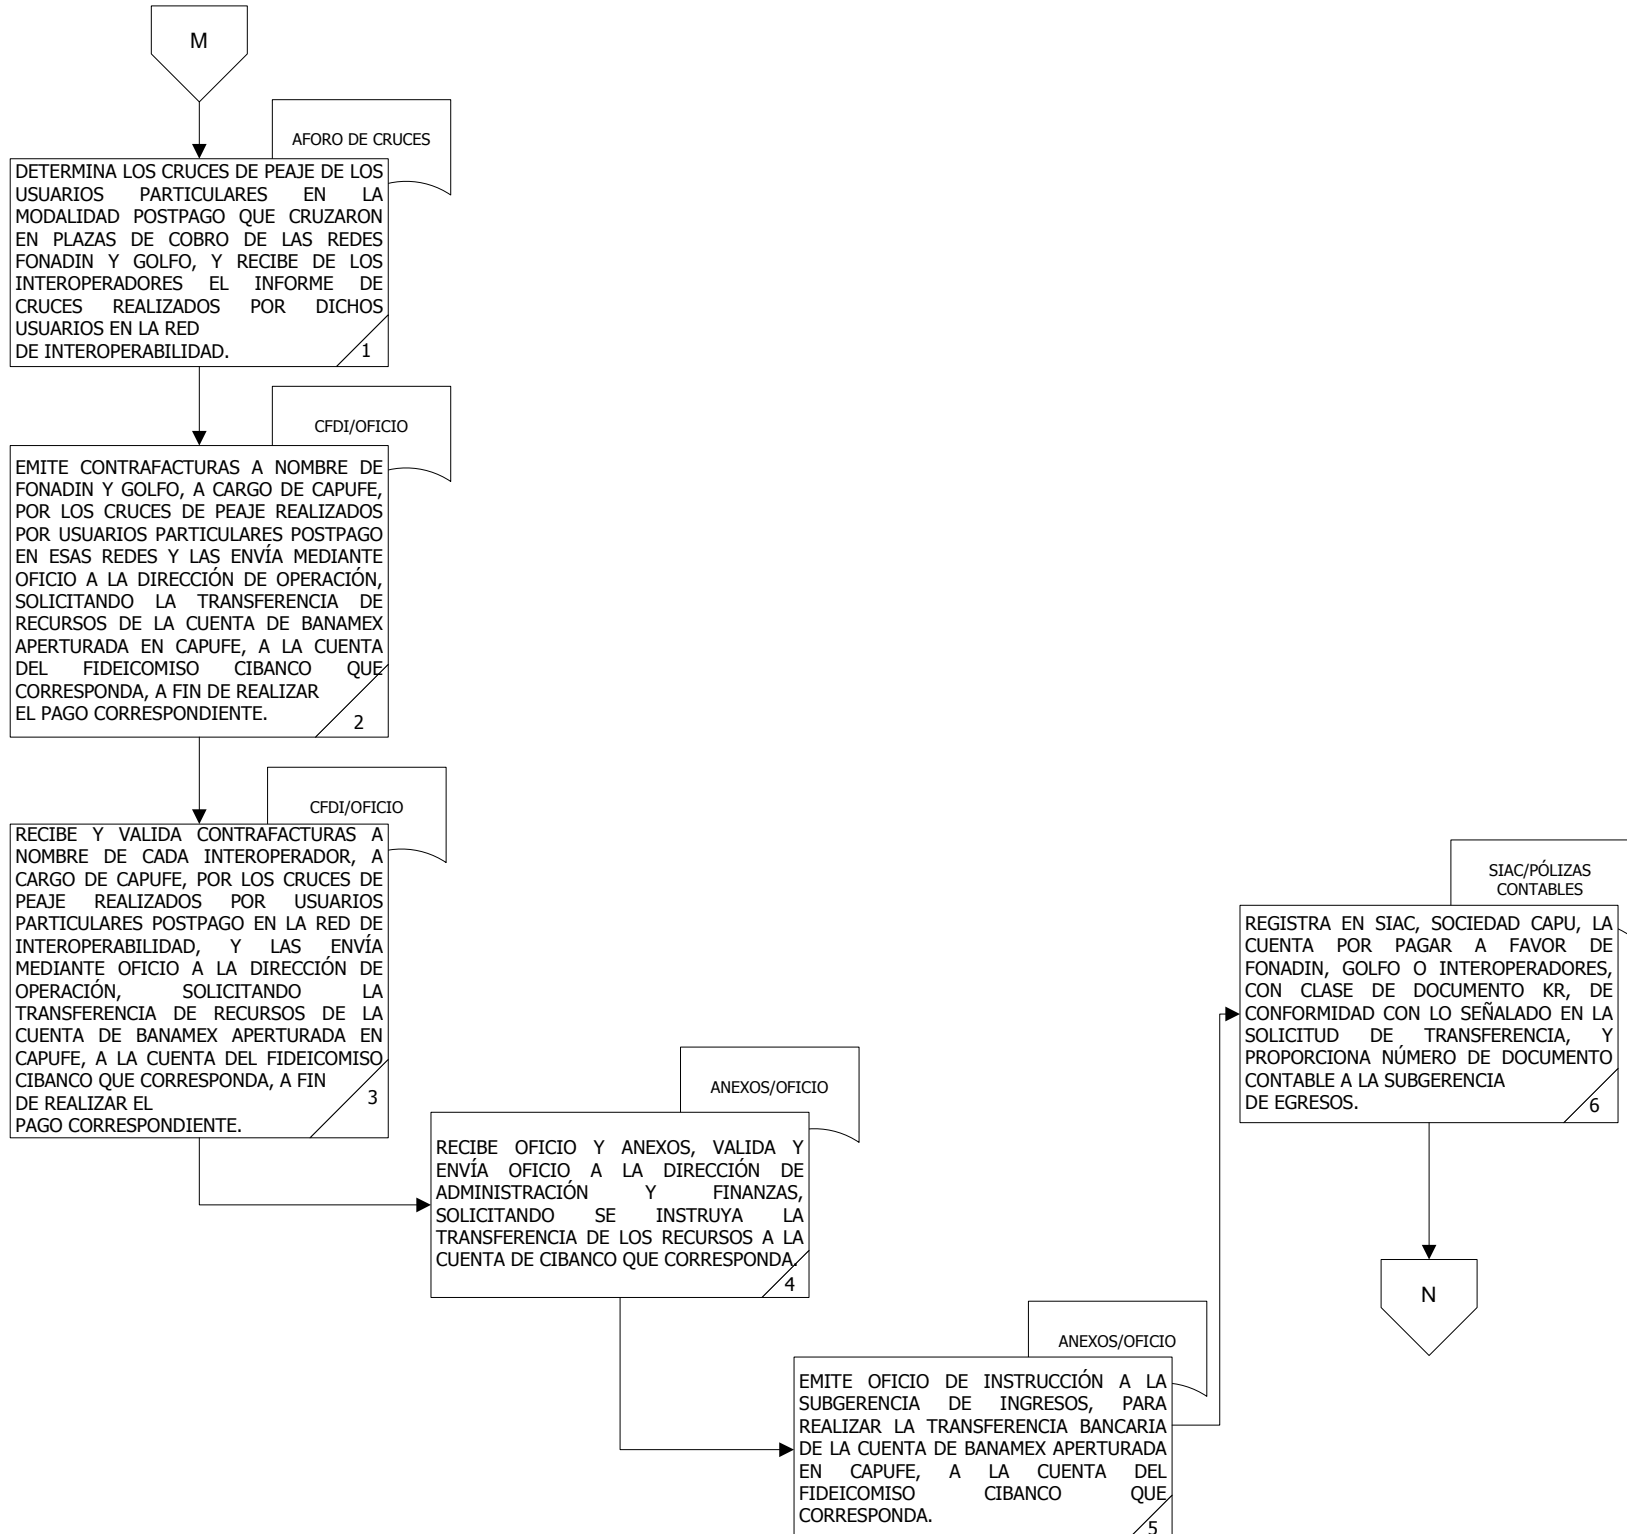 M
AFORO DE CRUCES
DETERMINA LOS CRUCES DE PEAJE DE LOS
USUARIOS PARTICULARES EN LA
MODALIDAD POSTPAGO QUE CRUZARON
EN PLAZAS DE COBRO DE LAS REDES
FONADIN Y GOLFO, Y RECIBE DE LOS
INTEROPERADORES EL INFORME DE
CRUCES REALIZADOS POR DICHOS
USUARIOS EN LA RED
DE INTEROPERABILIDAD.
1
CFDI/OFICIO
EMITE CONTRAFACTURAS A NOMBRE DE
FONADIN Y GOLFO, A CARGO DE CAPUFE,
POR LOS CRUCES DE PEAJE REALIZADOS
POR USUARIOS PARTICULARES POSTPAGO
EN ESAS REDES Y LAS ENVÍA MEDIANTE
OFICIO A LA DIRECCIÓN DE OPERACIÓN,
SOLICITANDO LA TRANSFERENCIA DE
RECURSOS DE LA CUENTA DE BANAMEX
APERTURADA EN CAPUFE, A LA CUENTA
DEL FIDEICOMISO CIBANCO QUE
CORRESPONDA, A FIN DE REALIZAR
EL PAGO CORRESPONDIENTE.
2
CFDI/OFICIO
RECIBE Y VALIDA CONTRAFACTURAS A
NOMBRE DE CADA INTEROPERADOR, A
CARGO DE CAPUFE, POR LOS CRUCES DE
PEAJE REALIZADOS POR USUARIOS
PARTICULARES POSTPAGO EN LA RED DE
INTEROPERABILIDAD, Y LAS ENVÍA
MEDIANTE OFICIO A LA DIRECCIÓN DE
OPERACIÓN, SOLICITANDO LA
TRANSFERENCIA DE RECURSOS DE LA
CUENTA DE BANAMEX APERTURADA EN
CAPUFE, A LA CUENTA DEL FIDEICOMISO
CIBANCO QUE CORRESPONDA, A FIN
DE REALIZAR EL
PAGO CORRESPONDIENTE.
3
ANEXOS/OFICIO
RECIBE OFICIO Y ANEXOS, VALIDA Y
ENVÍA OFICIO A LA DIRECCIÓN DE
ADMINISTRACIÓN Y FINANZAS,
SOLICITANDO SE INSTRUYA LA
TRANSFERENCIA DE LOS RECURSOS A LA
CUENTA DE CIBANCO QUE CORRESPONDA.
4
ANEXOS/OFICIO
EMITE OFICIO DE INSTRUCCIÓN A LA
SUBGERENCIA DE INGRESOS, PARA
REALIZAR LA TRANSFERENCIA BANCARIA
DE LA CUENTA DE BANAMEX APERTURADA
EN CAPUFE, A LA CUENTA DEL
FIDEICOMISO CIBANCO QUE
CORRESPONDA.
5
SIAC/PÓLIZAS
CONTABLES
REGISTRA EN SIAC, SOCIEDAD CAPU, LA
CUENTA POR PAGAR A FAVOR DE
FONADIN, GOLFO O INTEROPERADORES,
CON CLASE DE DOCUMENTO KR, DE
CONFORMIDAD CON LO SEÑALADO EN LA
SOLICITUD DE TRANSFERENCIA, Y
PROPORCIONA NÚMERO DE DOCUMENTO
CONTABLE A LA SUBGERENCIA
DE EGRESOS.
6
N